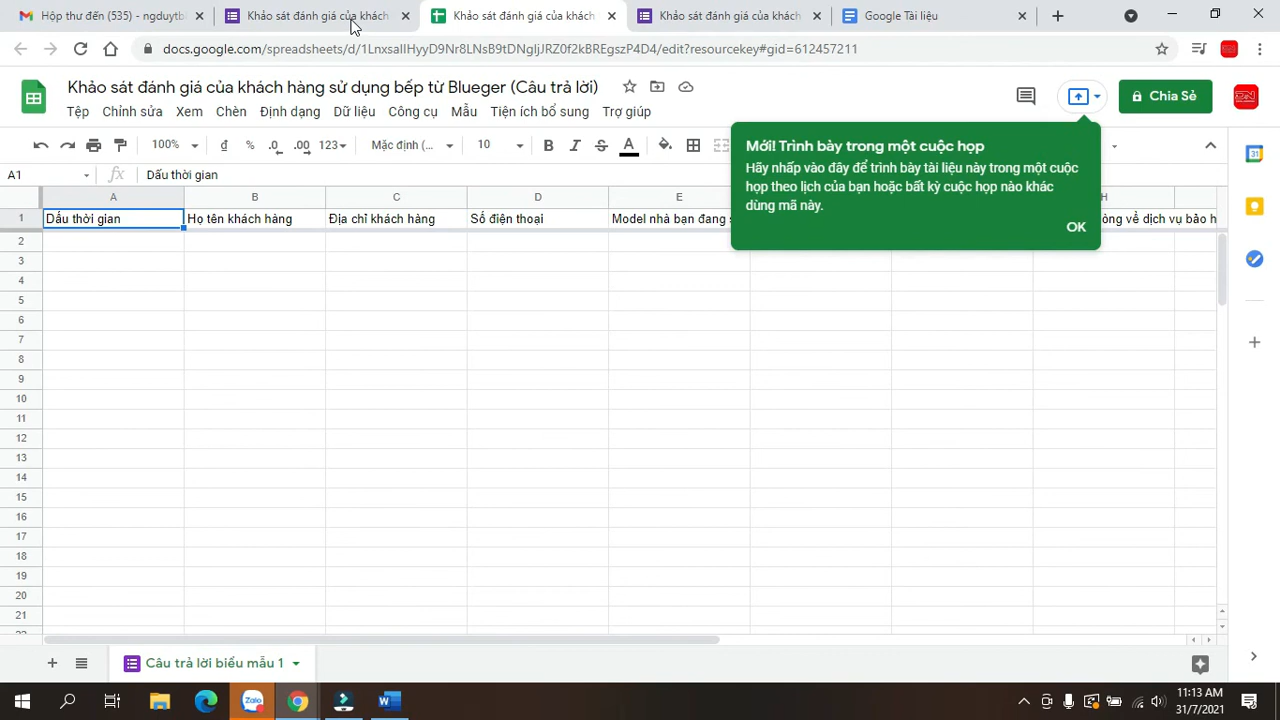 Hộp thư đến (535) - ngduytb
Khảo sát đánh giá của khách
Khảo sát đánh giá của khách
Khảo sát đánh giá của khách
Google Tài liệu
docs.google.com/spreadsheets/d/1LnxsaIlHyyD9Nr8LNsB9tDNgIjJRZ0f2kBREgszP4D4/edit?resourcekey#gid=612457211
Khảo sát đánh giá của khách hàng sử dụng bếp từ Blueger (Câu trả lời)
Tệp Chỉnh sửa Xem Chèn Định dạng Dữ liệu Công cụ Mẫu Tiện ích bổ sung Trợ giúp
Chia Sẻ
100% đ % .0 .00 123 Mặc định (... 10 B I S A
Mới! Trình bày trong một cuộc họp
Hãy nhấp vào đây để trình bày tài liệu này trong một cuộc
họp theo lịch của bạn hoặc bất kỳ cuộc họp nào khác
dùng mã này.
OK
A1 fx Dấu thời gian
A B C D E F G H
1 Dấu thời gian Họ tên khách hàng Địa chỉ khách hàng Số điện thoại Model nhà bạn đang ỏng về dịch vụ bảo h
2
3
4
5
6
7
8
9
10
11
12
13
14
15
16
17
18
19
20
21
Câu trả lời biểu mẫu 1
Zalo
11:13 AM
31/7/2021